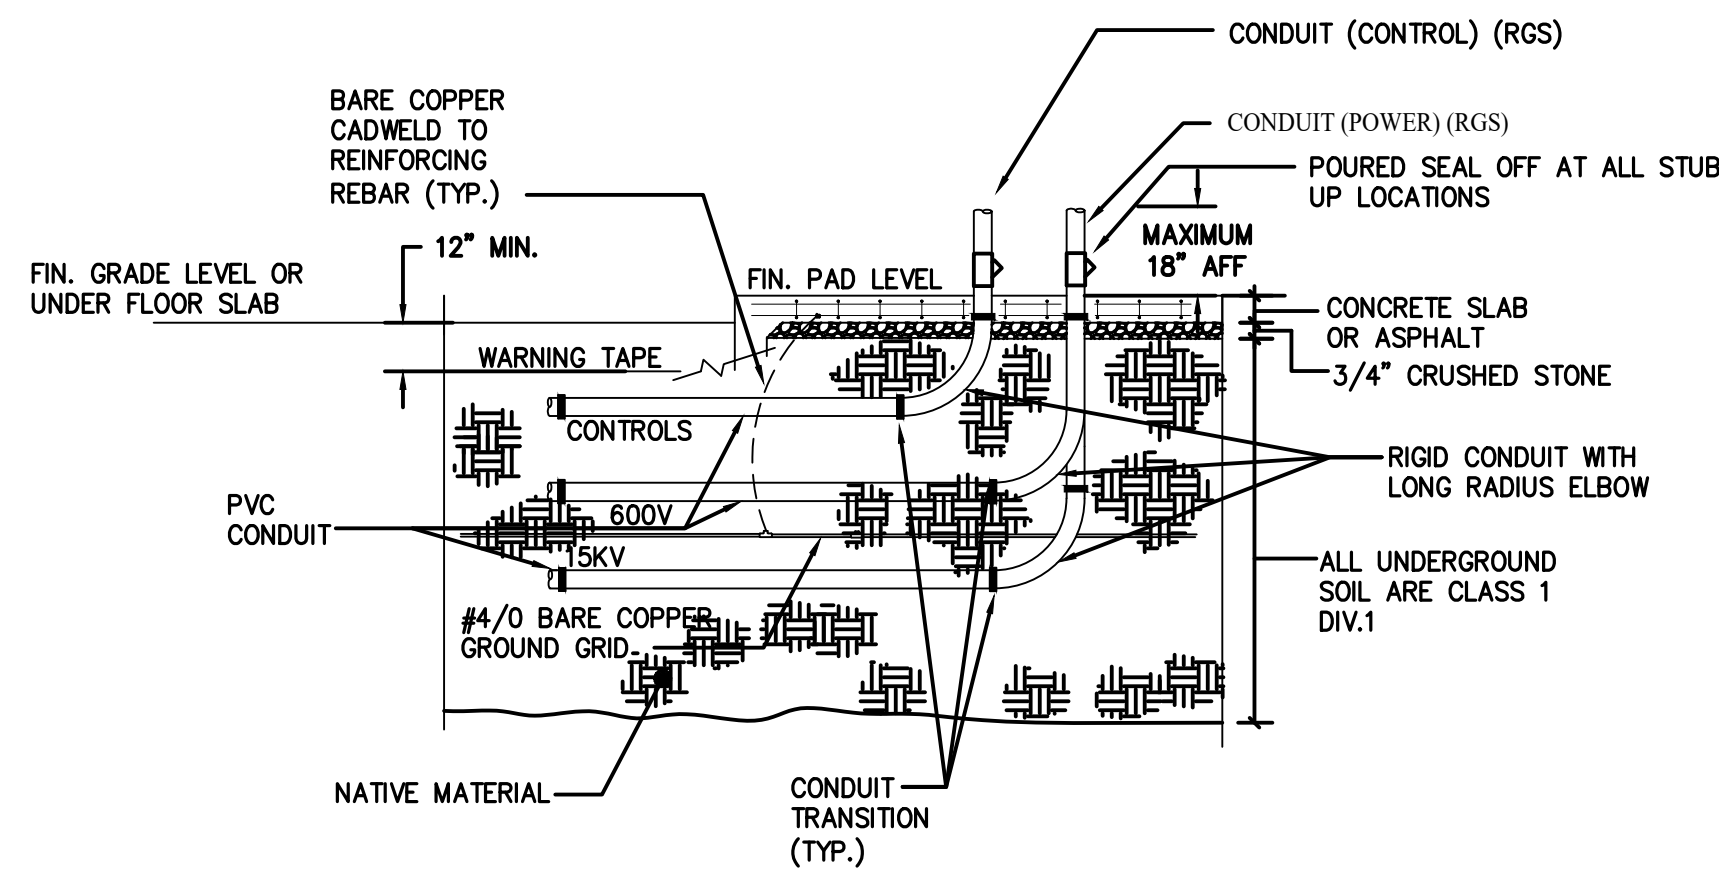 CONDUIT (CONTROL) (RGS)
BARE COPPER
CADWELD TO
REINFORCING
REBAR (TYP.)
CONDUIT (POWER) (RGS)
POURED SEAL OFF AT ALL STUB
UP LOCATIONS
12" MIN.
MAXIMUM
18" AFF
FIN. GRADE LEVEL OR
UNDER FLOOR SLAB
FIN. PAD LEVEL
CONCRETE SLAB
OR ASPHALT
WARNING TAPE
3/4" CRUSHED STONE
CONTROLS
RIGID CONDUIT WITH
LONG RADIUS ELBOW
PVC
CONDUIT
600V
15KV
ALL UNDERGROUND
SOIL ARE CLASS 1
DIV.1
#4/0 BARE COPPER
GROUND GRID
NATIVE MATERIAL
CONDUIT
TRANSITION
(TYP.)